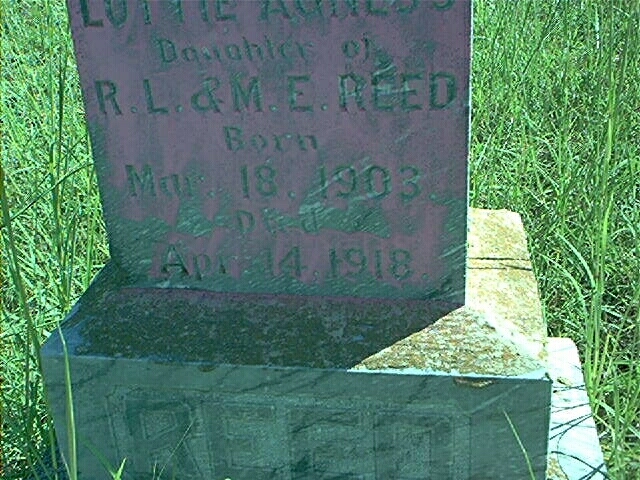 LOTTIE AGNESS
Daughter of
R.L. & M.E. REED.
Born
Mar. 18. 1903.
Died
Apr. 14. 1918.
REED